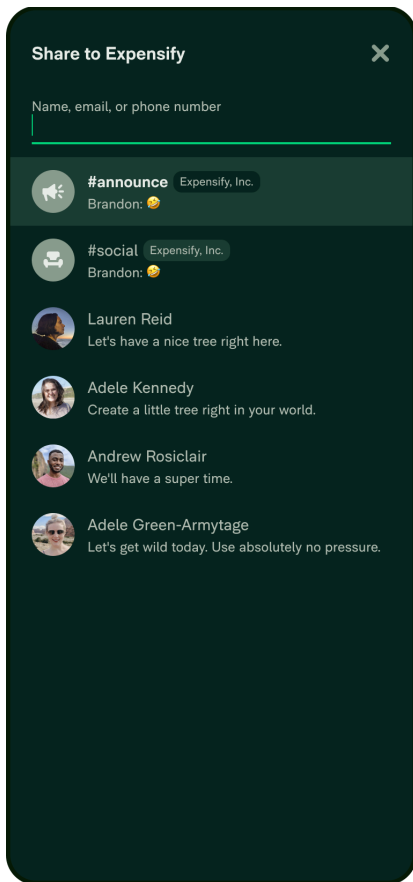 Share to Expensify
Name, email, or phone number
#announce Expensify, Inc.
Brandon: 🤣
#social Expensify, Inc.
Brandon: 🤣
Lauren Reid
Let's have a nice tree right here.
Adele Kennedy
Create a little tree right in your world.
Andrew Rosiclair
We'll have a super time.
Adele Green-Armytage
Let's get wild today. Use absolutely no pressure.